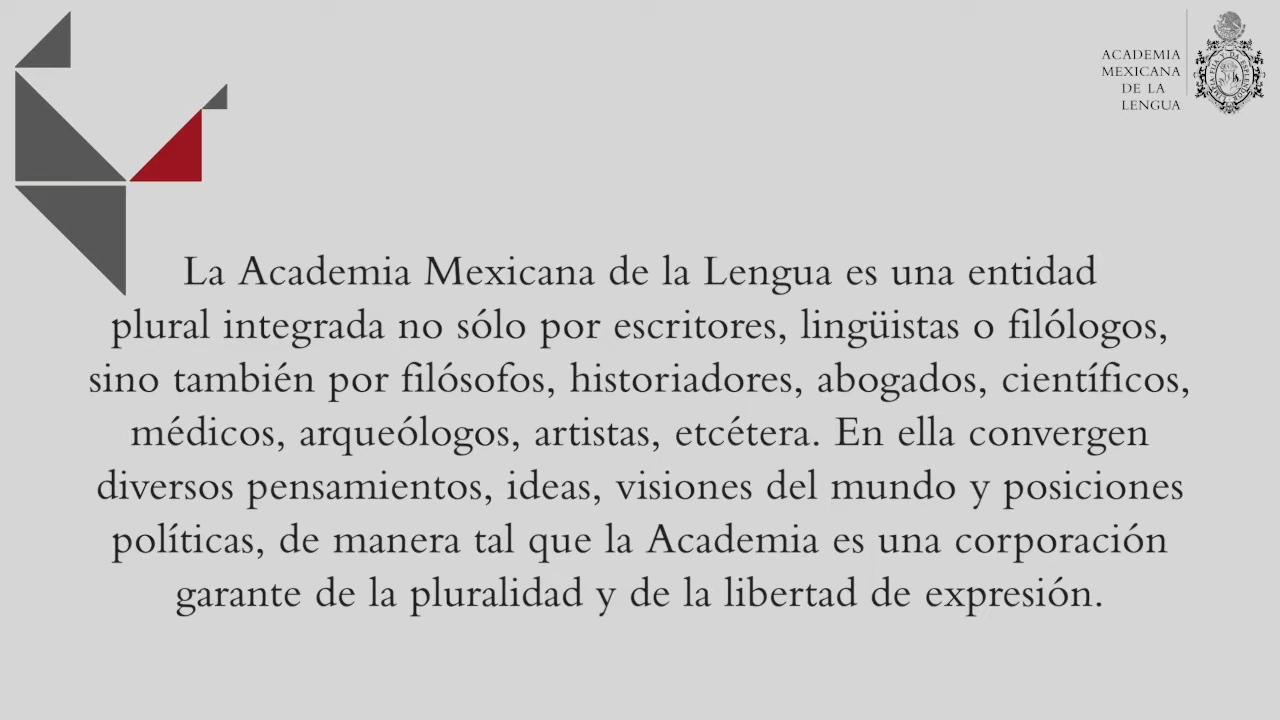 ACADEMIA
MEXICANA
DE LA
LENGUA
La Academia Mexicana de la Lengua es una entidad
plural integrada no sólo por escritores, lingüistas o filólogos,
sino también por filósofos, historiadores, abogados, científicos,
médicos, arqueólogos, artistas, etcétera. En ella convergen
diversos pensamientos, ideas, visiones del mundo y posiciones
políticas, de manera tal que la Academia es una corporación
garante de la pluralidad y de la libertad de expresión.